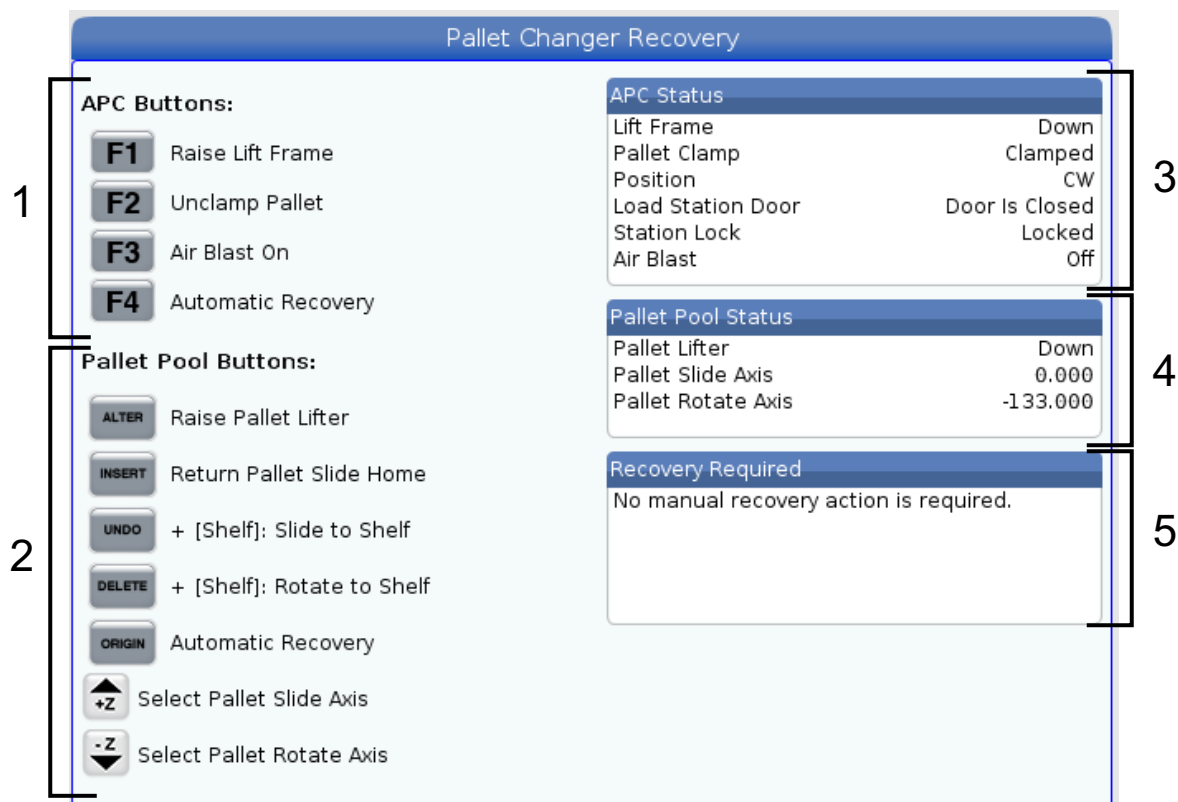 Pallet Changer Recovery
1
APC Buttons:
F1 Raise Lift Frame
F2 Unclamp Pallet
F3 Air Blast On
F4 Automatic Recovery
2
Pallet Pool Buttons:
ALTER Raise Pallet Lifter
INSERT Return Pallet Slide Home
UNDO + [Shelf]: Slide to Shelf
DELETE + [Shelf]: Rotate to Shelf
ORIGIN Automatic Recovery
+Z Select Pallet Slide Axis
-Z Select Pallet Rotate Axis
3
APC Status
Lift Frame Down
Pallet Clamp Clamped
Position CW
Load Station Door Door Is Closed
Station Lock Locked
Air Blast Off
4
Pallet Pool Status
Pallet Lifter Down
Pallet Slide Axis 0.000
Pallet Rotate Axis -133.000
5
Recovery Required
No manual recovery action is required.